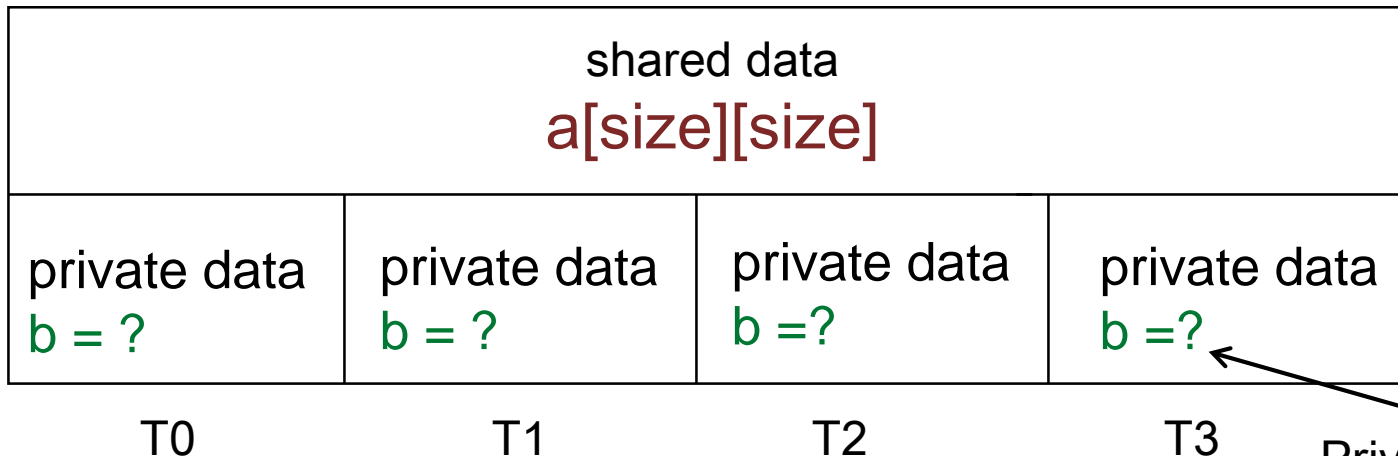 shared data
a[size][size]
private data
b = ?
private data
b = ?
private data
b =?
private data
b =?
T0
T1
T2
T3